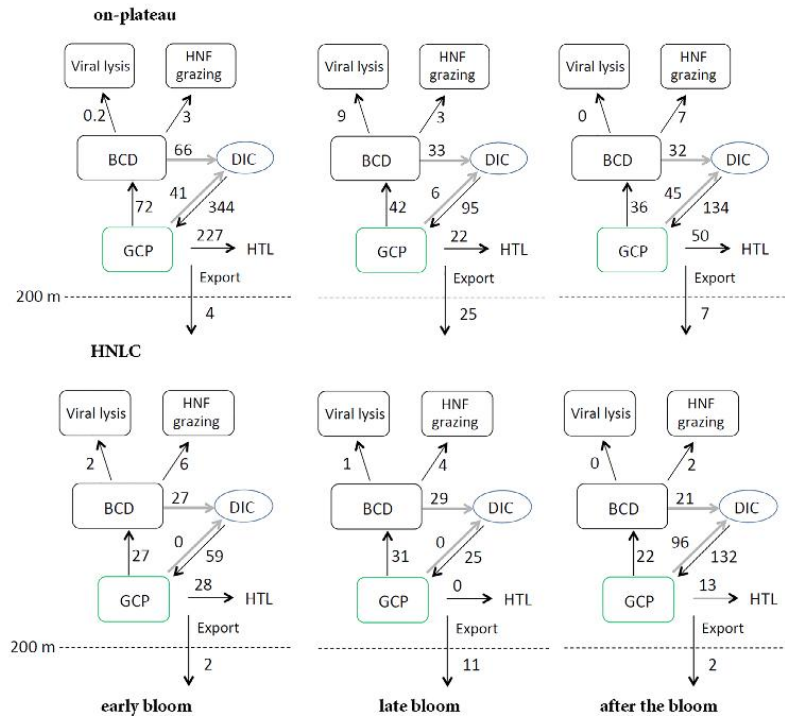 on-plateau
Viral lysis
HNF
grazing
0.2
3
BCD
66
DIC
72
41
344
GCP
227
HTL
Export
200 m
4
Viral lysis
HNF
grazing
9
3
BCD
33
DIC
42
6
95
GCP
22
HTL
Export
25
Viral lysis
HNF
grazing
0
7
BCD
32
DIC
36
45
134
GCP
50
HTL
Export
7
HNLC
Viral lysis
HNF
grazing
2
6
BCD
27
DIC
27
0
59
GCP
28
HTL
Export
200 m
2
early bloom
Viral lysis
HNF
grazing
1
4
BCD
29
DIC
31
0
25
GCP
0
HTL
Export
11
late bloom
Viral lysis
HNF
grazing
0
2
BCD
21
DIC
22
96
132
GCP
13
HTL
Export
2
after the bloom